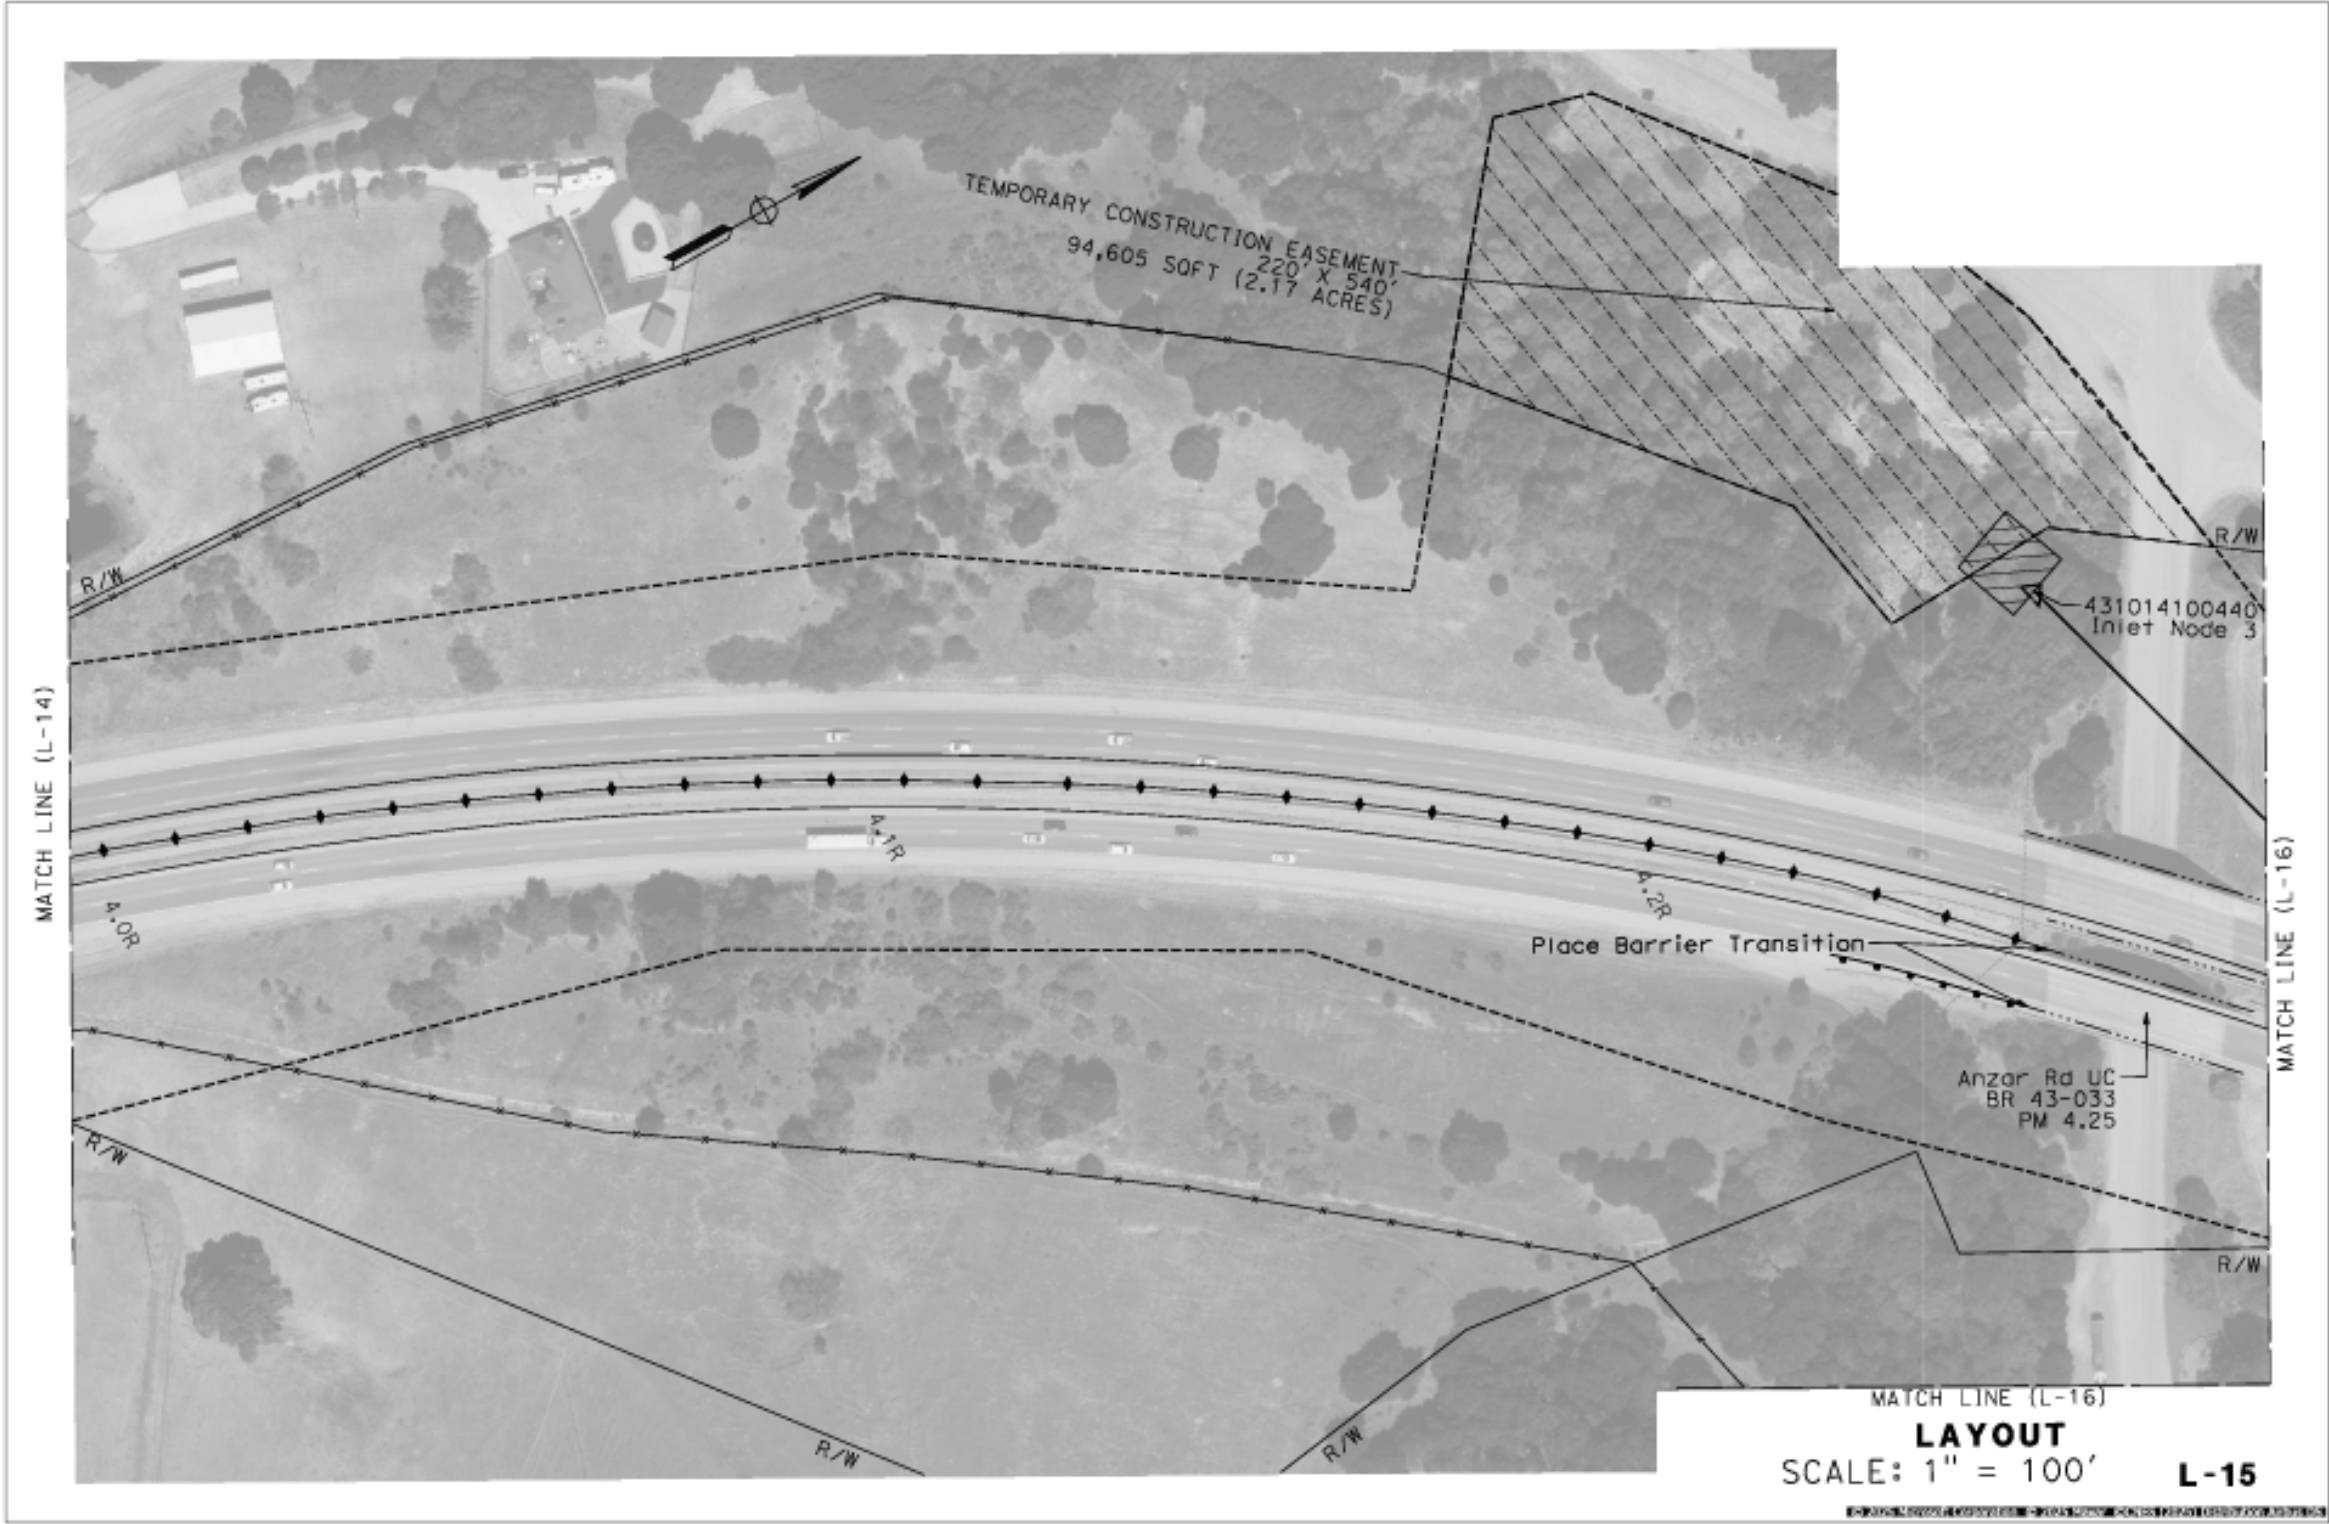 TEMPORARY CONSTRUCTION EASEMENT
220' X 540'
94,605 SQFT (2.17 ACRES)
R/W
R/W
431014100440
Inlet Node 3
MATCH LINE (L-14)
4.0R
4.1R
4.2R
Place Barrier Transition
MATCH LINE (L-16)
Anzar Rd UC
BR 43-033
PM 4.25
R/W
R/W
R/W
R/W
MATCH LINE (L-16)
LAYOUT
SCALE: 1" = 100'
L-15